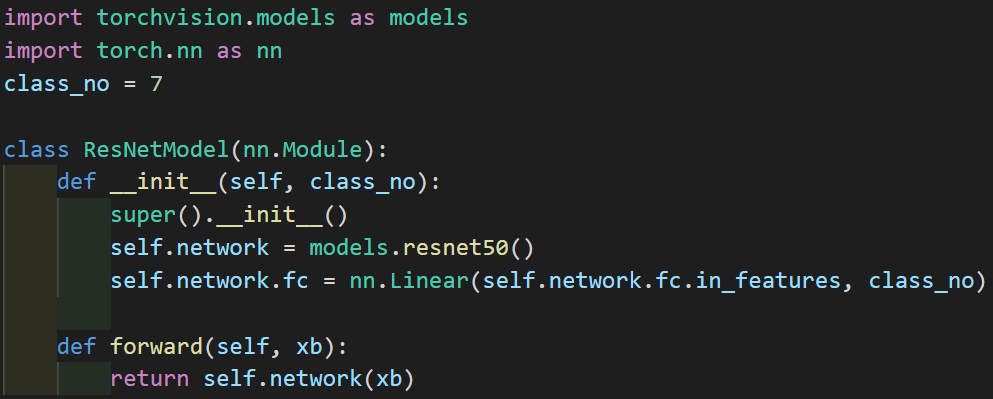 import torchvision.models as models
import torch.nn as nn
class_no = 7

class ResNetModel(nn.Module):
    def __init__(self, class_no):
        super().__init__()
        self.network = models.resnet50()
        self.network.fc = nn.Linear(self.network.fc.in_features, class_no)

    def forward(self, xb):
        return self.network(xb)